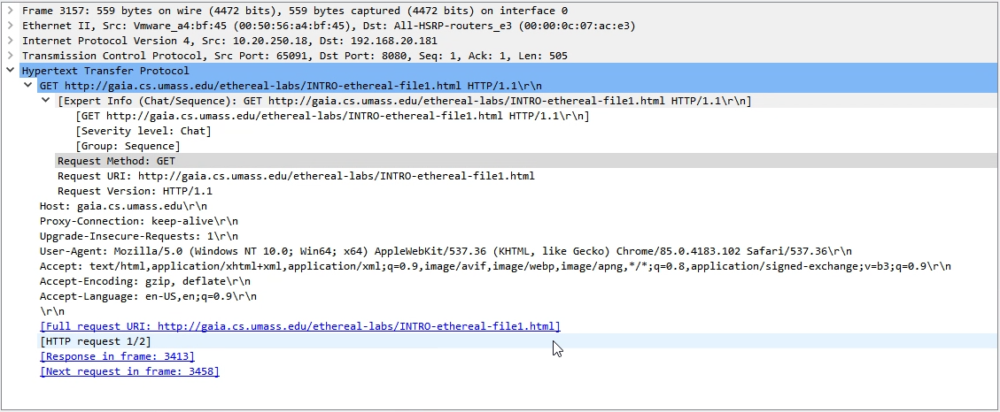 Frame 3157: 559 bytes on wire (4472 bits), 559 bytes captured (4472 bits) on interface 0
Ethernet II, Src: Vmware_a4:bf:45 (00:50:56:a4:bf:45), Dst: All-HSRP-routers_e3 (00:00:0c:07:ac:e3)
Internet Protocol Version 4, Src: 10.20.250.18, Dst: 192.168.20.181
Transmission Control Protocol, Src Port: 65091, Dst Port: 8080, Seq: 1, Ack: 1, Len: 505
Hypertext Transfer Protocol
GET http://gaia.cs.umass.edu/ethereal-labs/INTRO-ethereal-file1.html HTTP/1.1\r\n
[Expert Info (Chat/Sequence): GET http://gaia.cs.umass.edu/ethereal-labs/INTRO-ethereal-file1.html HTTP/1.1\r\n]
[GET http://gaia.cs.umass.edu/ethereal-labs/INTRO-ethereal-file1.html HTTP/1.1\r\n]
[Severity level: Chat]
[Group: Sequence]
Request Method: GET
Request URI: http://gaia.cs.umass.edu/ethereal-labs/INTRO-ethereal-file1.html
Request Version: HTTP/1.1
Host: gaia.cs.umass.edu\r\n
Proxy-Connection: keep-alive\r\n
Upgrade-Insecure-Requests: 1\r\n
User-Agent: Mozilla/5.0 (Windows NT 10.0; Win64; x64) AppleWebKit/537.36 (KHTML, like Gecko) Chrome/85.0.4183.102 Safari/537.36\r\n
Accept: text/html,application/xhtml+xml,application/xml;q=0.9,image/avif,image/webp,image/apng,*/*;q=0.8,application/signed-exchange;v=b3;q=0.9\r\n
Accept-Encoding: gzip, deflate\r\n
Accept-Language: en-US,en;q=0.9\r\n
\r\n
[Full request URI: http://gaia.cs.umass.edu/ethereal-labs/INTRO-ethereal-file1.html]
[HTTP request 1/2]
[Response in frame: 3413]
[Next request in frame: 3458]